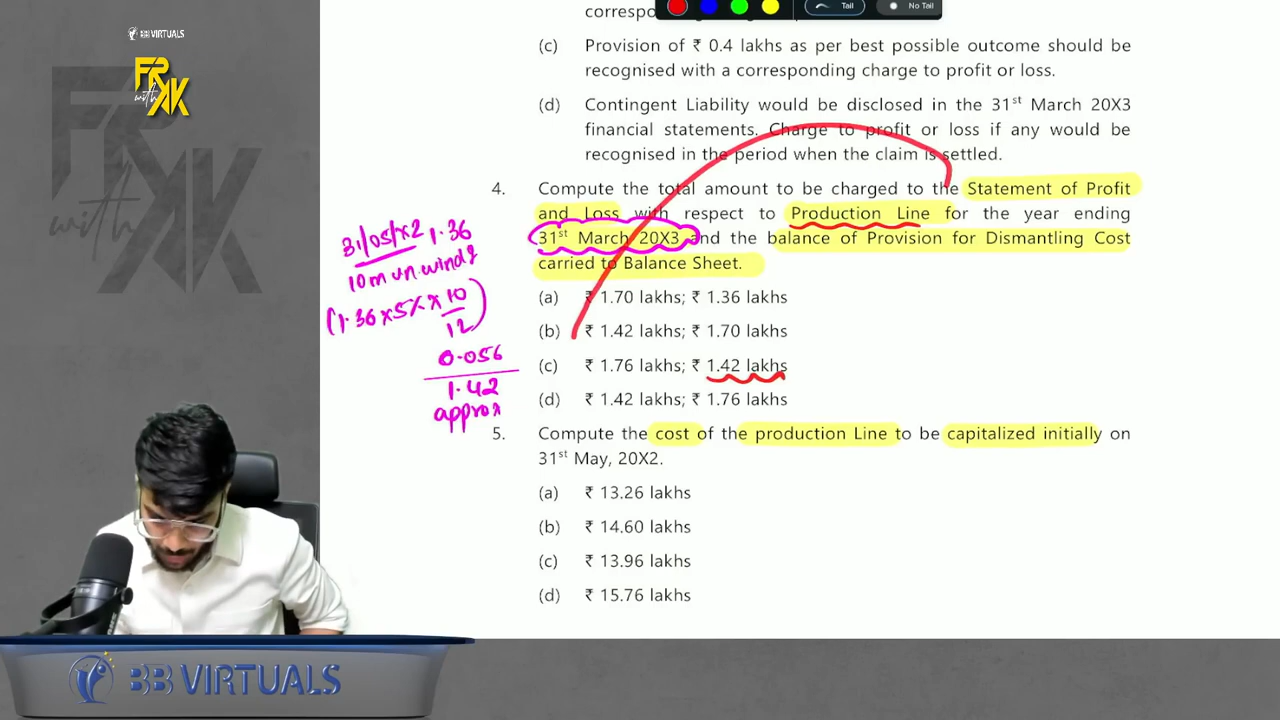 BB VIRTUALS
FR
with
AK
FR
with
AK
Tail
No Tail
(c) Provision of ₹ 0.4 lakhs as per best possible outcome should be
recognised with a corresponding charge to profit or loss.
(d) Contingent Liability would be disclosed in the 31st March 20X3
financial statements. Charge to profit or loss if any would be
recognised in the period when the claim is settled.
4. Compute the total amount to be charged to the Statement of Profit
and Loss with respect to Production Line for the year ending
31st March 20X3 and the balance of Provision for Dismantling Cost
carried to Balance Sheet.
(a) ₹ 1.70 lakhs; ₹ 1.36 lakhs
(b) ₹ 1.42 lakhs; ₹ 1.70 lakhs
(c) ₹ 1.76 lakhs; ₹ 1.42 lakhs
(d) ₹ 1.42 lakhs; ₹ 1.76 lakhs
31/05/x2 1.36
10m un.windg
(1.36x5%x10/12)
0.056
1.42
approx
5. Compute the cost of the production Line to be capitalized initially on
31st May, 20X2.
(a) ₹ 13.26 lakhs
(b) ₹ 14.60 lakhs
(c) ₹ 13.96 lakhs
(d) ₹ 15.76 lakhs
BB VIRTUALS